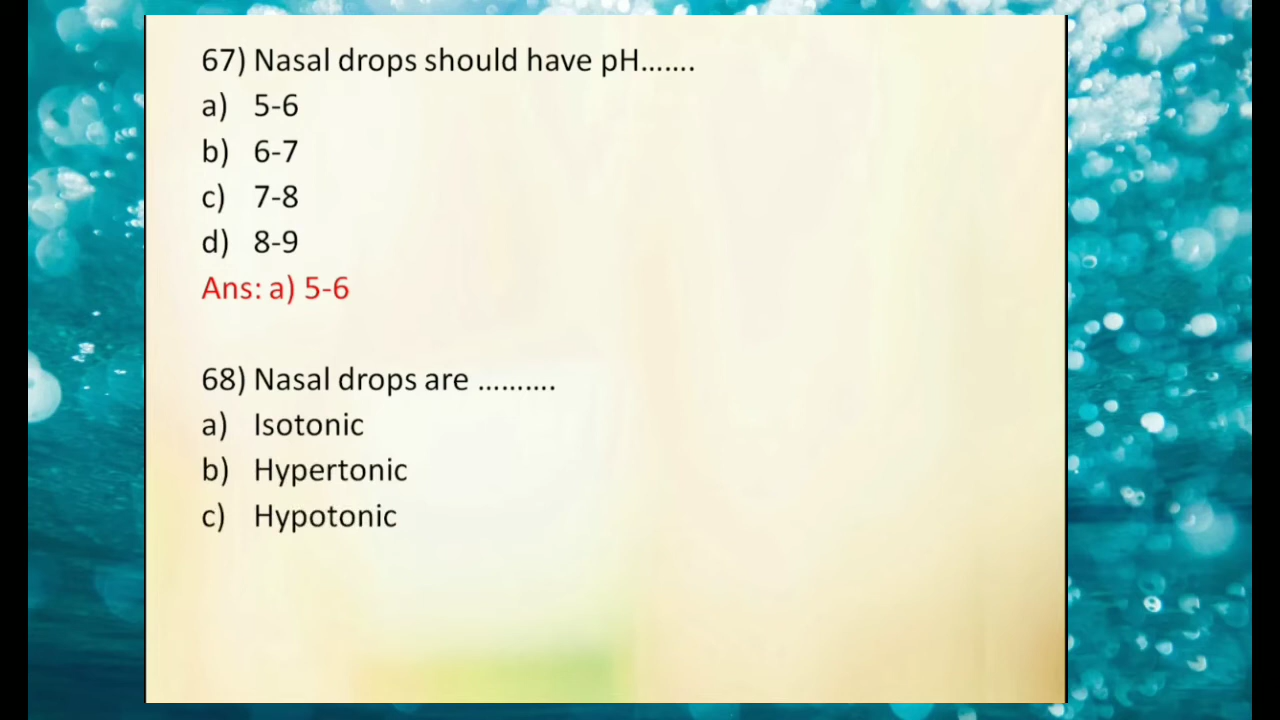 67) Nasal drops should have pH.......
a) 5-6
b) 6-7
c) 7-8
d) 8-9
Ans: a) 5-6
68) Nasal drops are ..........
a) Isotonic
b) Hypertonic
c) Hypotonic